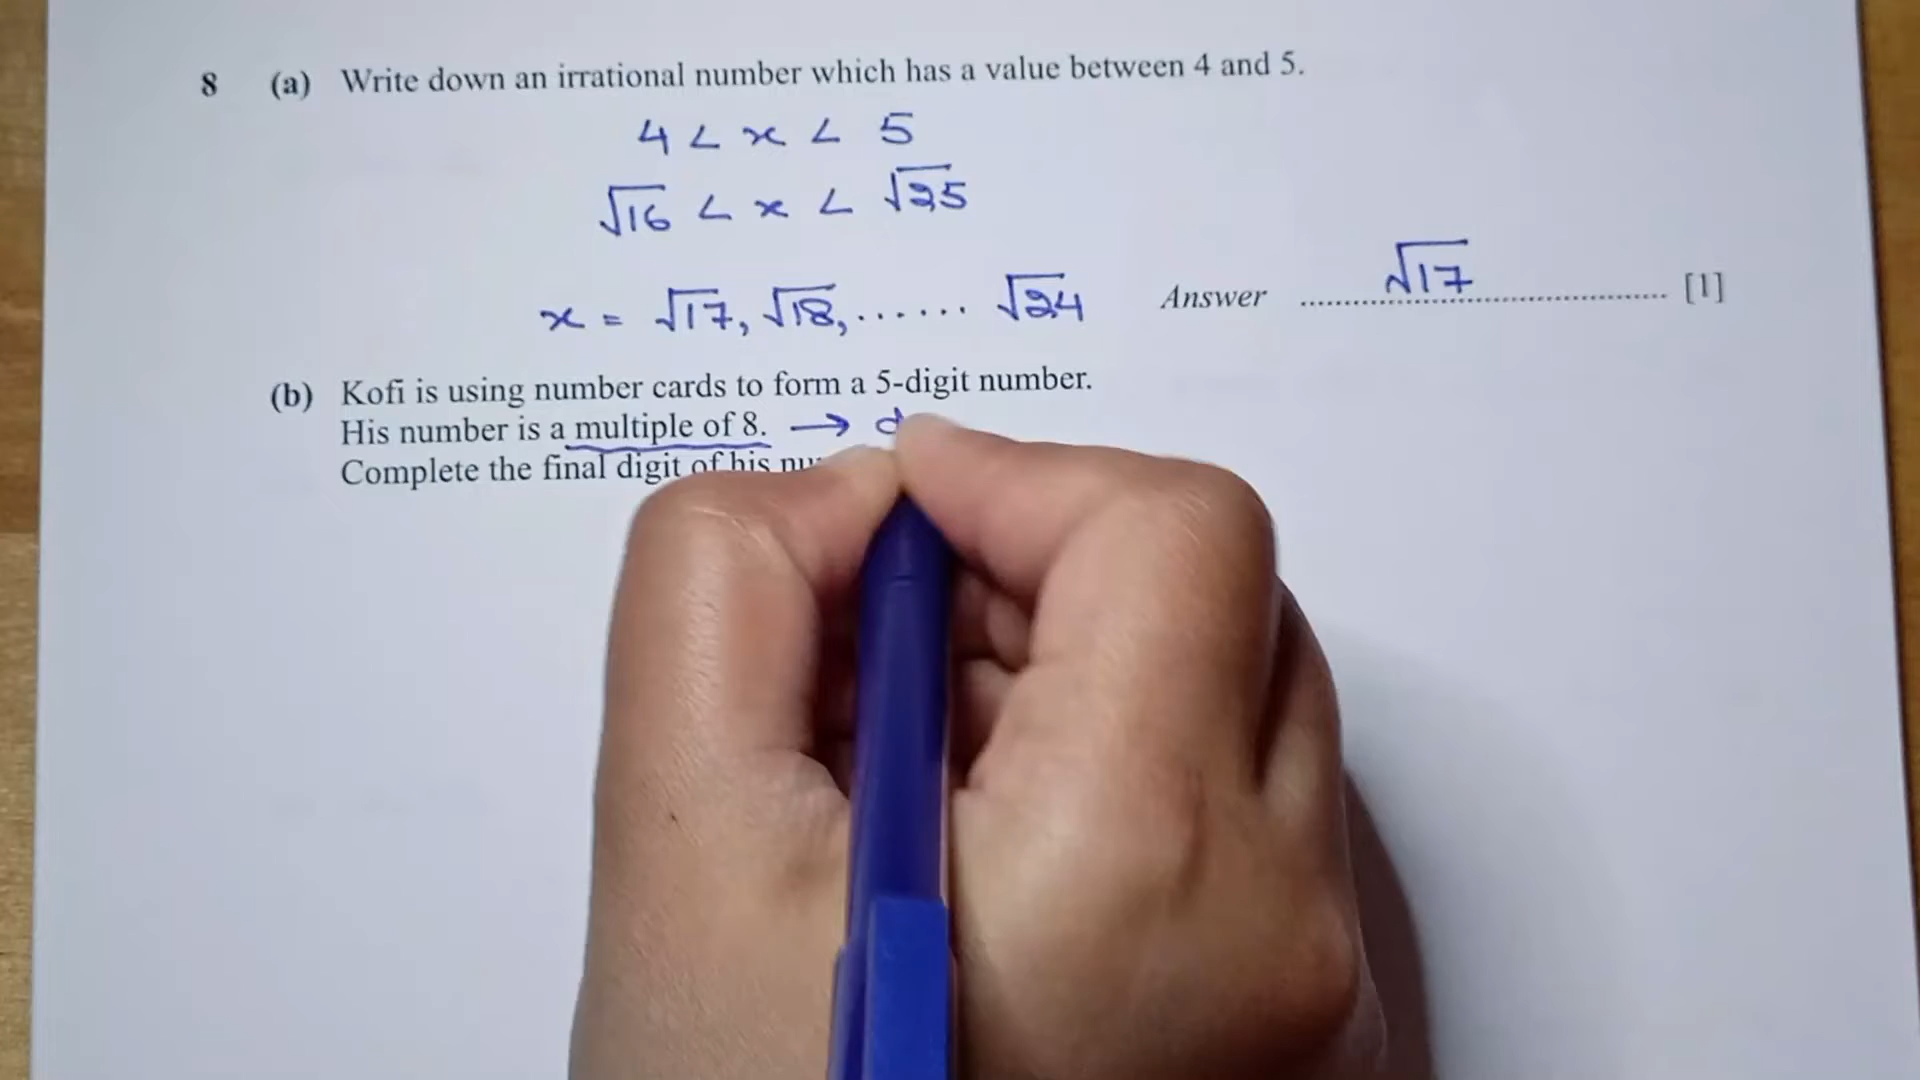 8 (a) Write down an irrational number which has a value between 4 and 5.
4 < x < 5
√16 < x < √25
x = √17, √18, ...... √24 Answer √17 [1]
(b) Kofi is using number cards to form a 5-digit number.
His number is a multiple of 8. → d
Complete the final digit of his